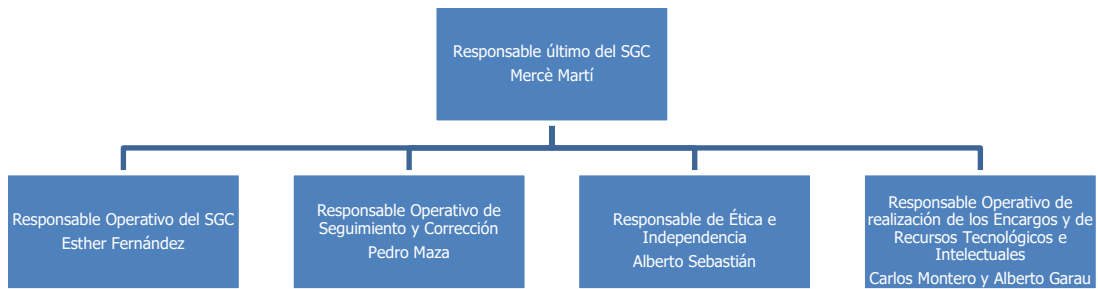 Responsable último del SGC
Mercè Martí
Responsable Operativo del SGC
Esther Fernández
Responsable Operativo de
Seguimiento y Corrección
Pedro Maza
Responsable de Ética e
Independencia
Alberto Sebastián
Responsable Operativo de
realización de los Encargos y de
Recursos Tecnológicos e
Intelectuales
Carlos Montero y Alberto Garau